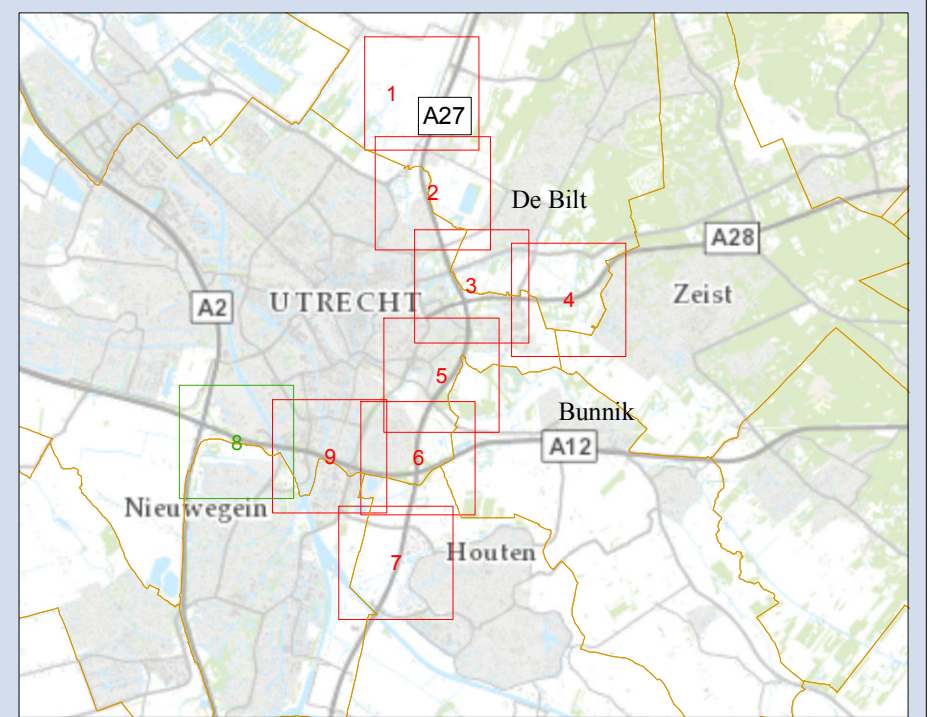 1
A27
2
De Bilt
A28
3
4
Zeist
A2
UTRECHT
5
Bunnik
8
9
6
A12
Nieuwegein
Houten
7